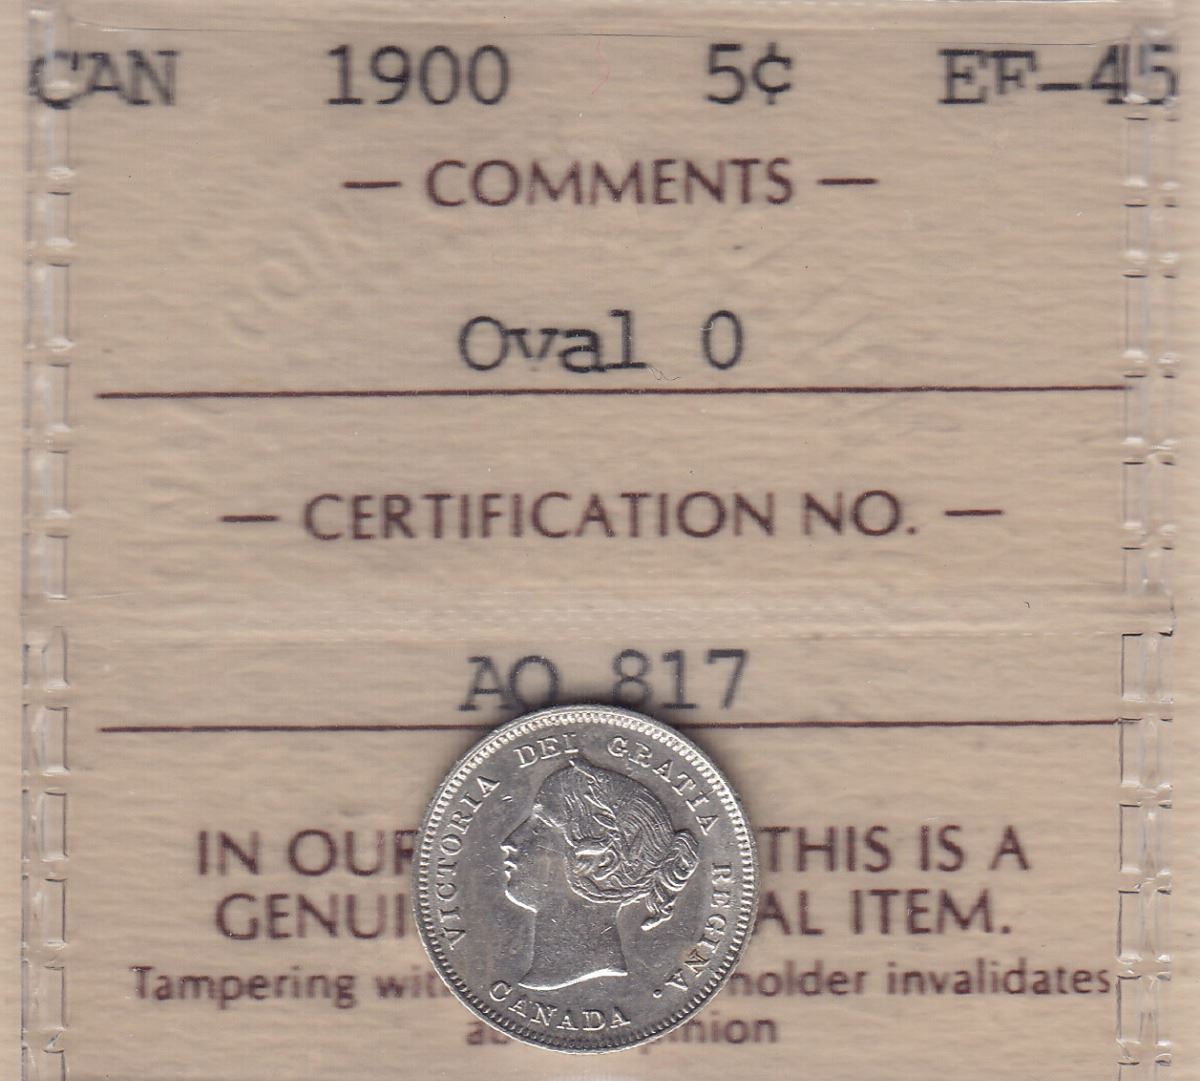 CAN 1900 5¢ EF-45
— COMMENTS —
Oval 0
— CERTIFICATION NO. —
AO 817
IN OUR THIS IS A
GENUI AL ITEM.
Tampering wit holder invalidates
nion
VICTORIA DEI GRATIA REGINA.
CANADA